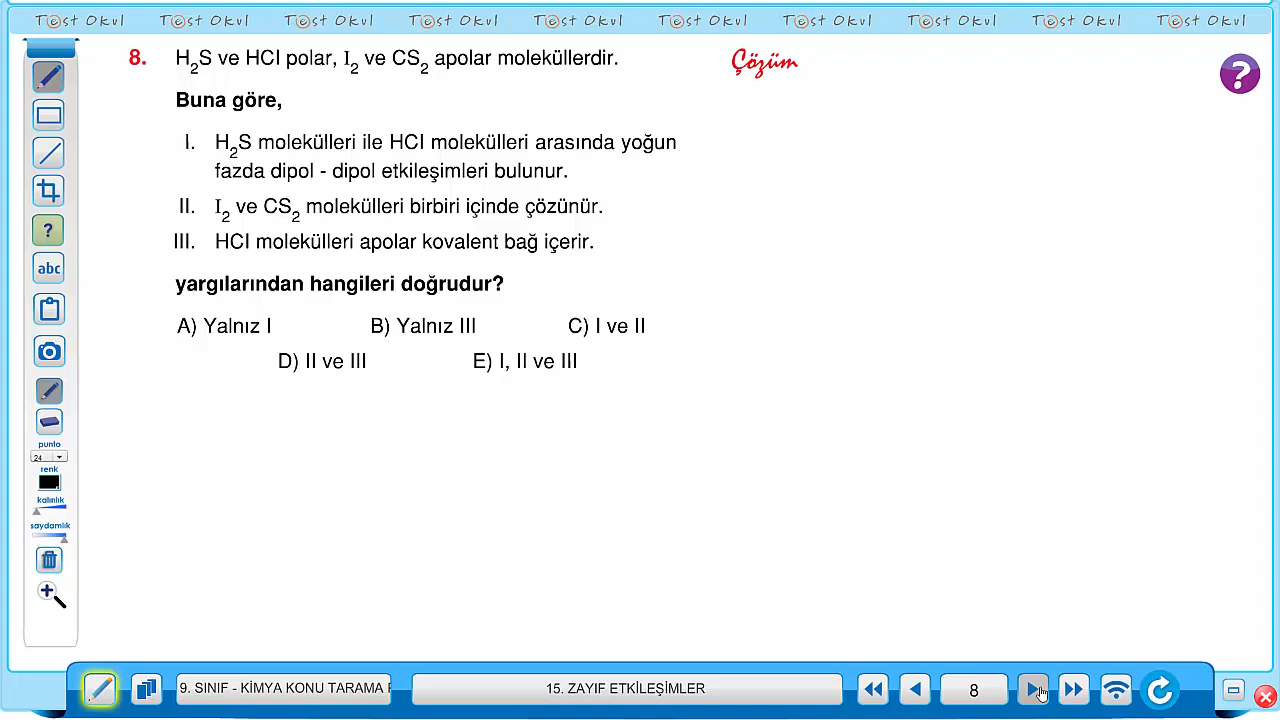 Test Okul Test Okul Test Okul Test Okul Test Okul Test Okul Test Okul Test Okul Test Okul Test Okul
8. H₂S ve HCI polar, I₂ ve CS₂ apolar moleküllerdir.
Buna göre,
I. H₂S molekülleri ile HCI molekülleri arasında yoğun
fazda dipol - dipol etkileşimleri bulunur.
II. I₂ ve CS₂ molekülleri birbiri içinde çözünür.
III. HCI molekülleri apolar kovalent bağ içerir.
yargılarından hangileri doğrudur?
A) Yalnız I B) Yalnız III C) I ve II
D) II ve III E) I, II ve III
Çözüm
?
?
abc
punto
24
renk
kalınlık
saydamlık
9. SINIF - KİMYA KONU TARAMA 15. ZAYIF ETKİLEŞİMLER 8